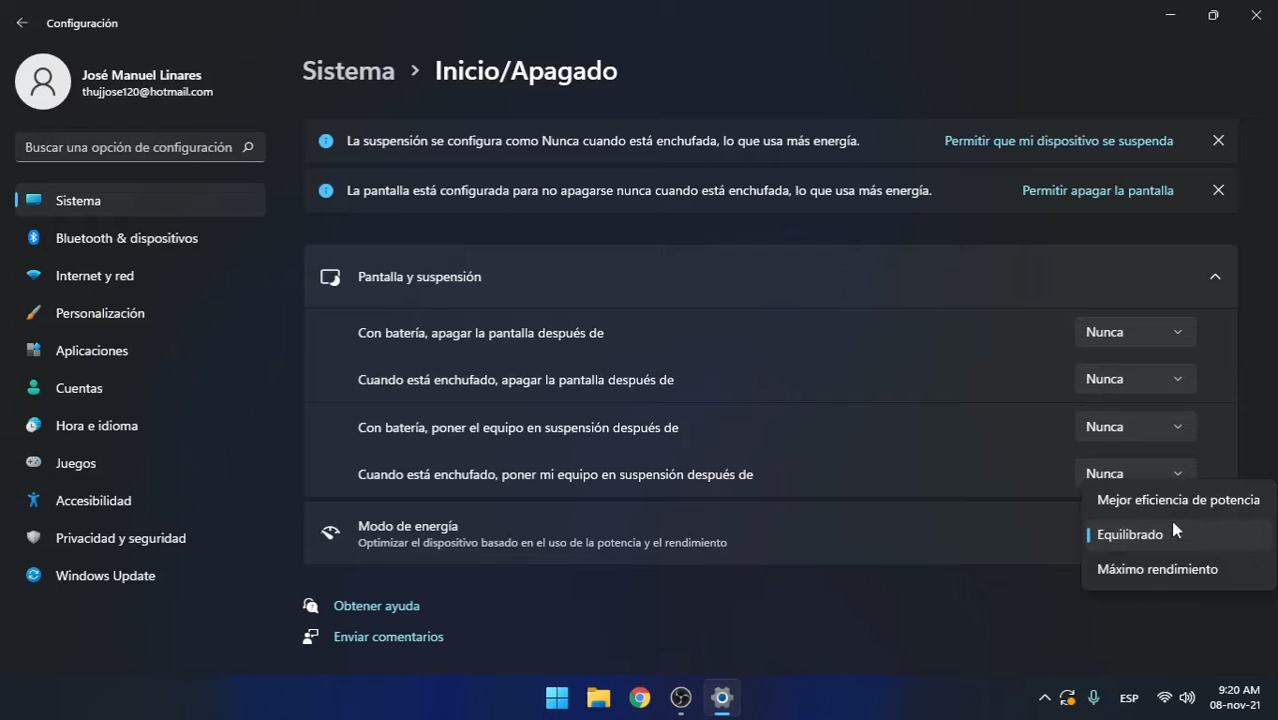 Configuración
José Manuel Linares
thujjose120@hotmail.com
Buscar una opción de configuración
Sistema
Bluetooth & dispositivos
Internet y red
Personalización
Aplicaciones
Cuentas
Hora e idioma
Juegos
Accesibilidad
Privacidad y seguridad
Windows Update
Sistema > Inicio/Apagado
La suspensión se configura como Nunca cuando está enchufada, lo que usa más energía. Permitir que mi dispositivo se suspenda
La pantalla está configurada para no apagarse nunca cuando está enchufada, lo que usa más energía. Permitir apagar la pantalla
Pantalla y suspensión
Con batería, apagar la pantalla después de Nunca
Cuando está enchufado, apagar la pantalla después de Nunca
Con batería, poner el equipo en suspensión después de Nunca
Cuando está enchufado, poner mi equipo en suspensión después de Nunca
Modo de energía
Optimizar el dispositivo basado en el uso de la potencia y el rendimiento
Mejor eficiencia de potencia
Equilibrado
Máximo rendimiento
Obtener ayuda
Enviar comentarios
ESP
9:20 AM
08-nov-21